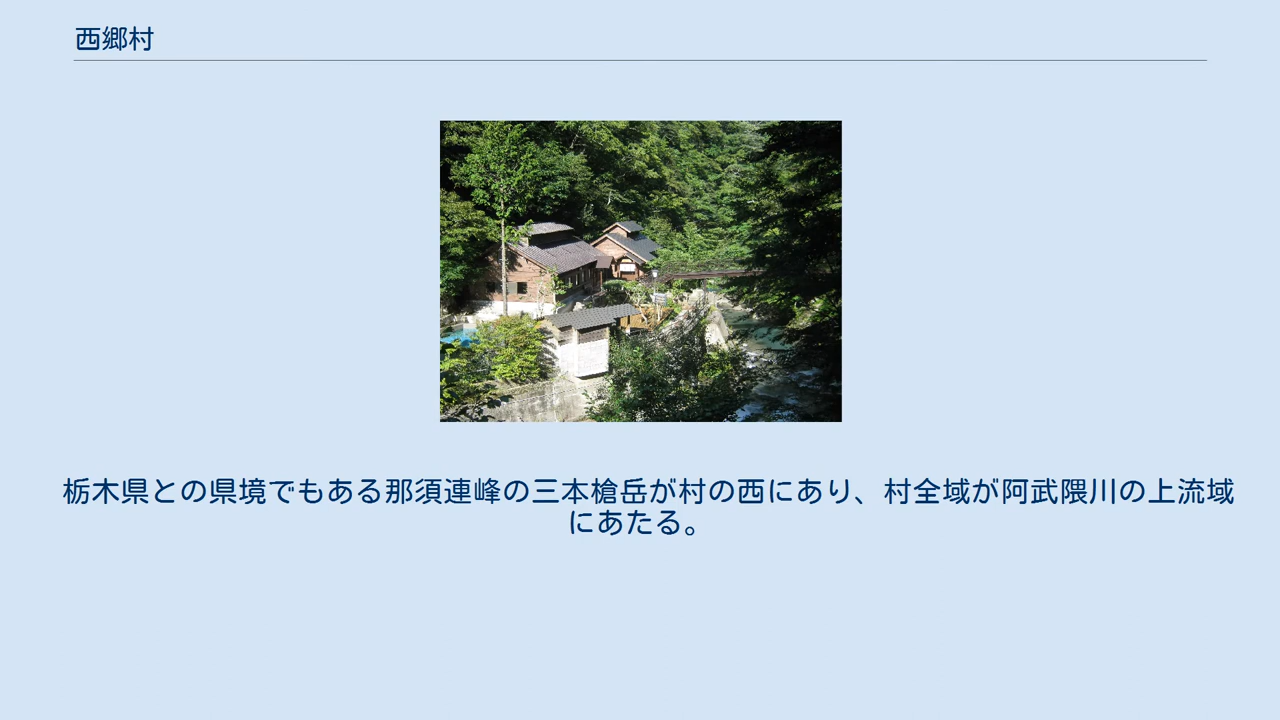 西郷村
栃木県との県境でもある那須連峰の三本槍岳が村の西にあり、村全域が阿武隈川の上流域
にあたる。